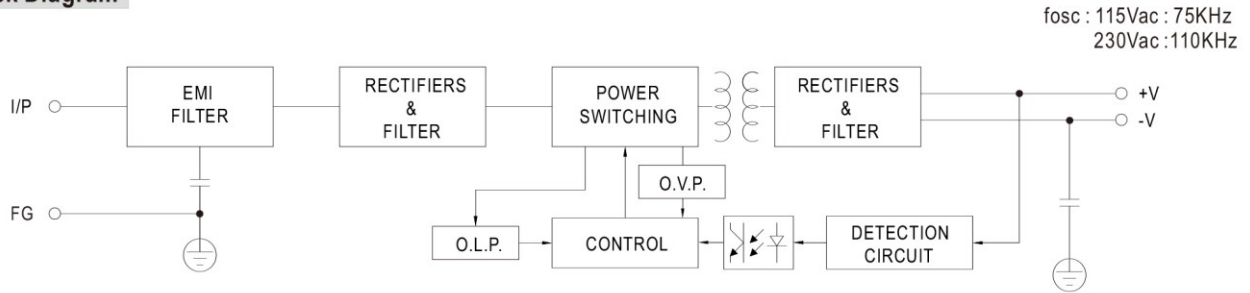 Diagram
fosc : 115Vac : 75KHz
230Vac :110KHz
I/P
EMI
FILTER
RECTIFIERS
&
FILTER
POWER
SWITCHING
RECTIFIERS
&
FILTER
+V
-V
O.V.P.
FG
O.L.P.
CONTROL
DETECTION
CIRCUIT